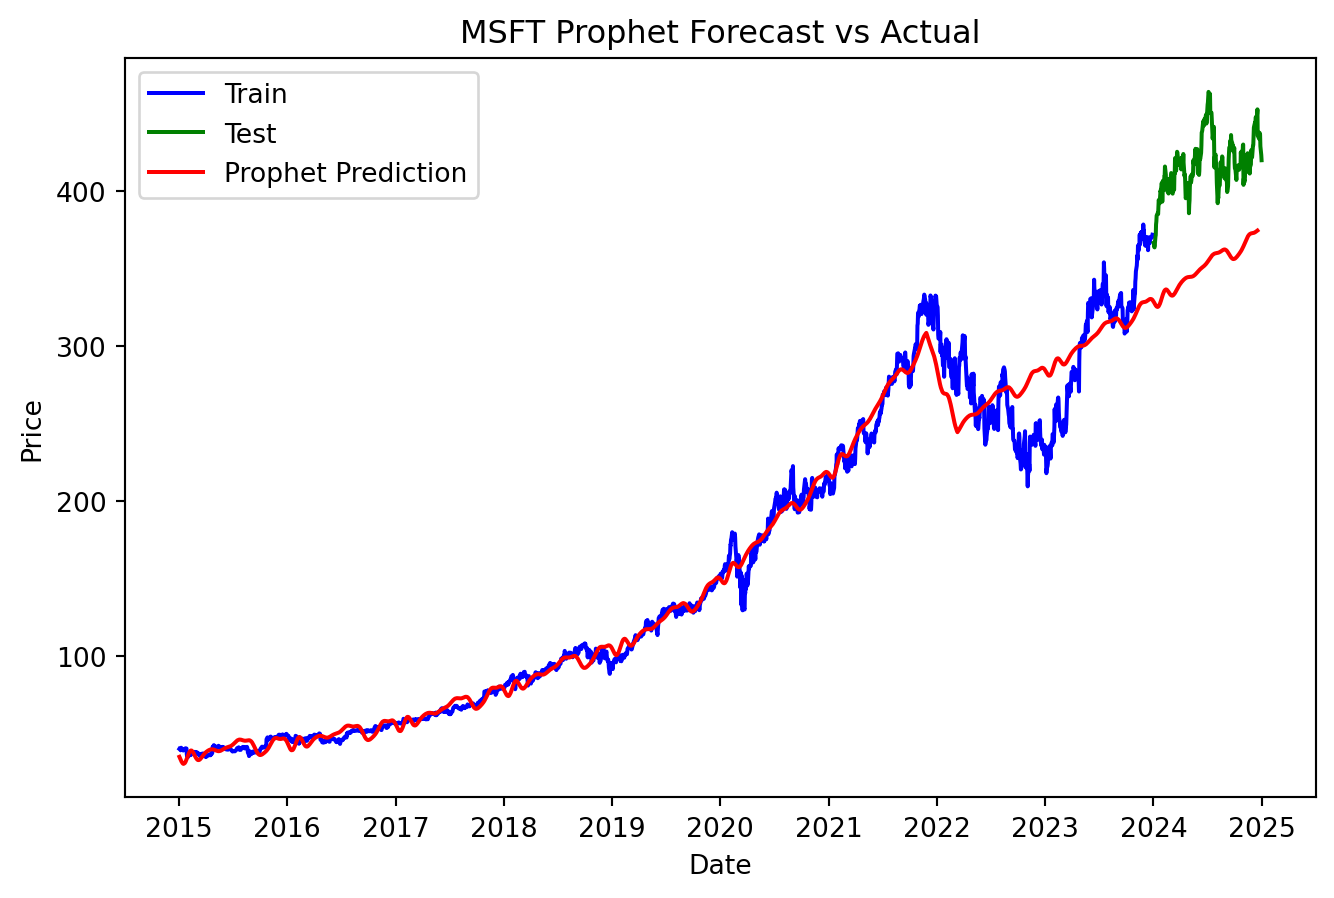 MSFT Prophet Forecast vs Actual
Train
Test
Prophet Prediction
400
300
200
100
Price
2015 2016 2017 2018 2019 2020 2021 2022 2023 2024 2025
Date